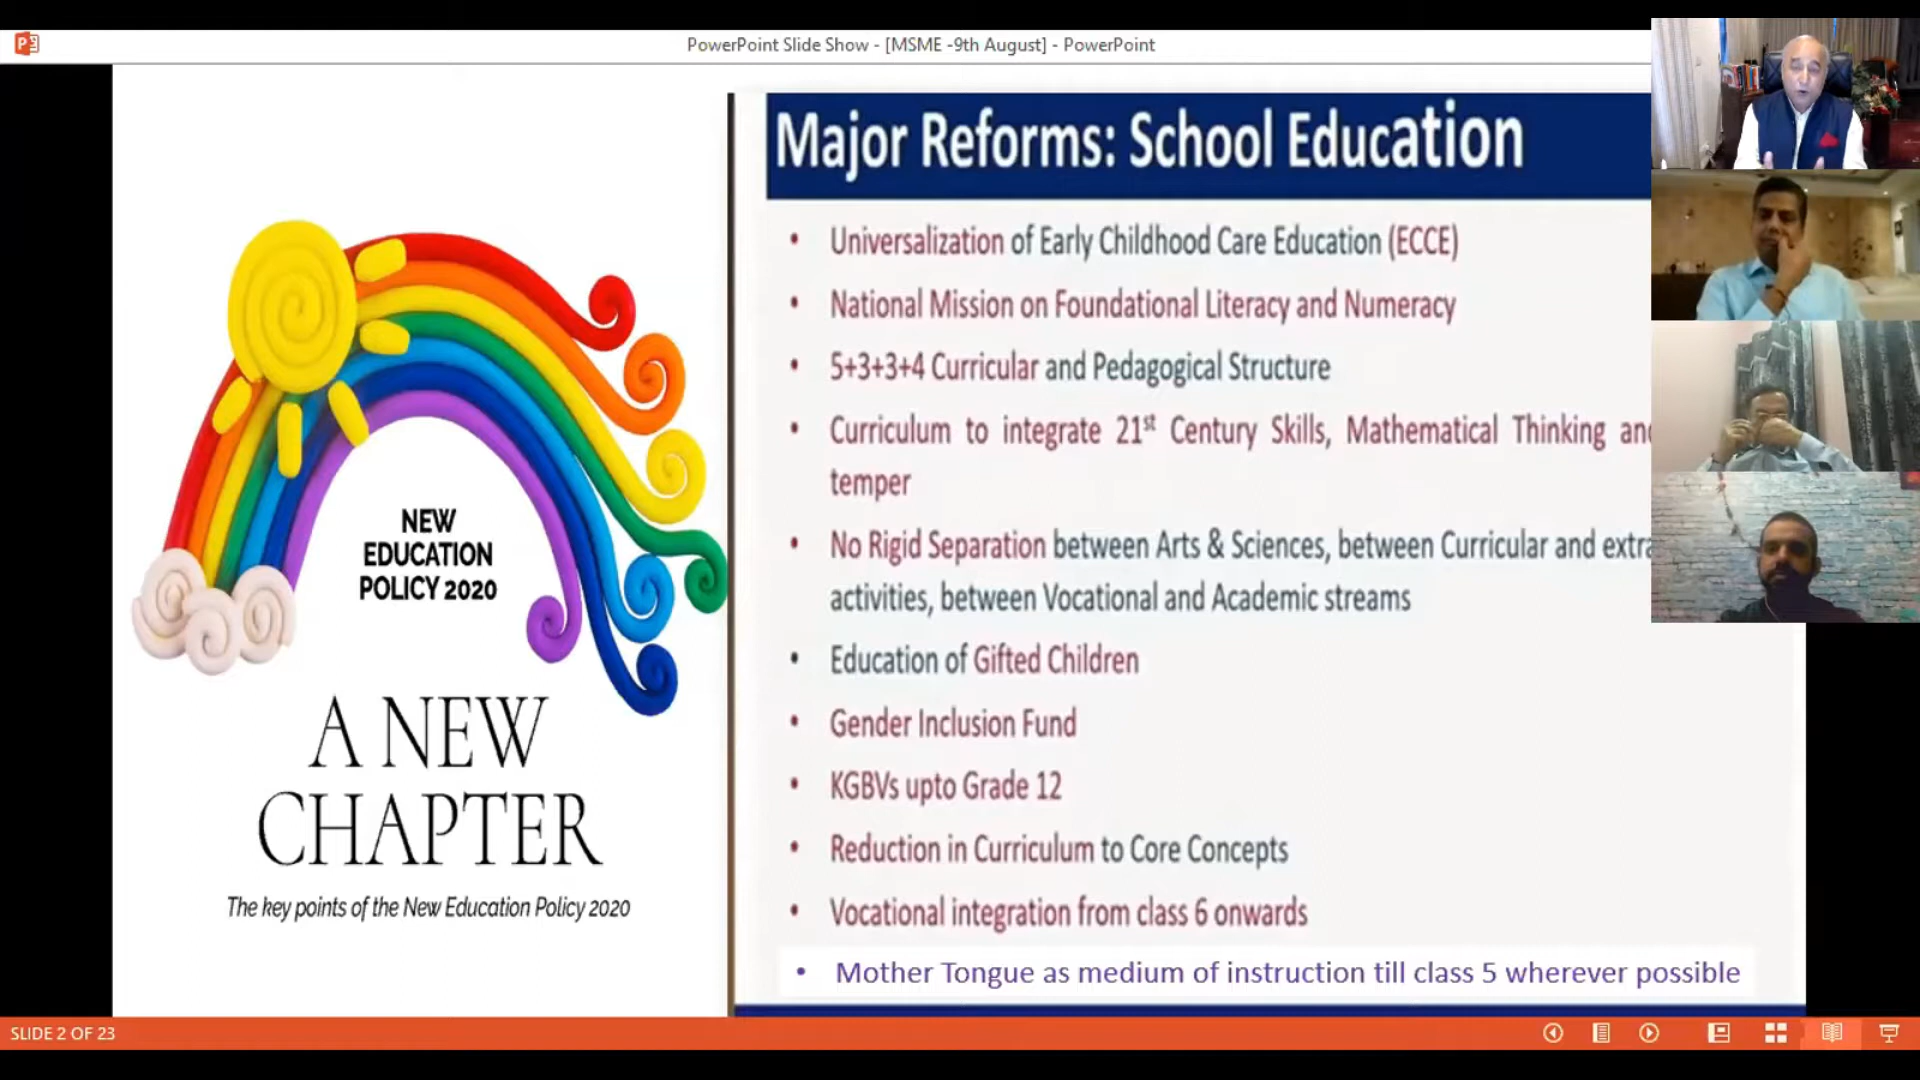 PowerPoint Slide Show - [MSME -9th August] - PowerPoint
NEW
EDUCATION
POLICY 2020
A NEW
CHAPTER
The key points of the New Education Policy 2020
Major Reforms: School Education
• Universalization of Early Childhood Care Education (ECCE)
• National Mission on Foundational Literacy and Numeracy
• 5+3+3+4 Curricular and Pedagogical Structure
• Curriculum to integrate 21st Century Skills, Mathematical Thinking
temper
• No Rigid Separation between Arts & Sciences, between Curricular and
activities, between Vocational and Academic streams
• Education of Gifted Children
• Gender Inclusion Fund
• KGBVs upto Grade 12
• Reduction in Curriculum to Core Concepts
• Vocational integration from class 6 onwards
• Mother Tongue as medium of instruction till class 5 wherever possible
SLIDE 2 OF 23